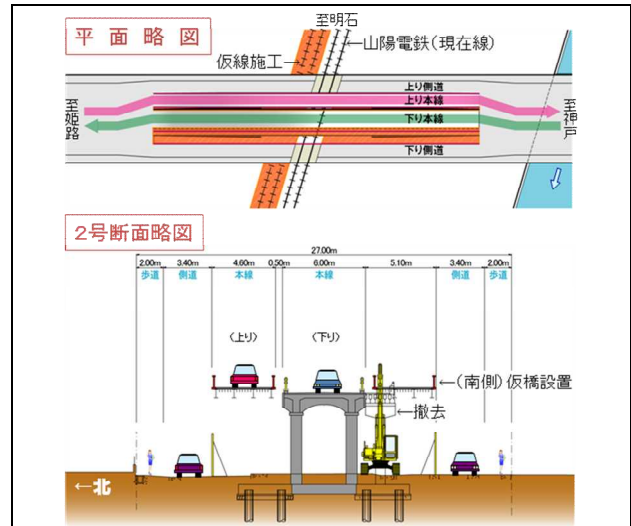 平面略図
至明石
山陽電鉄(現在線)
仮線施工
上り側道
上り本線
下り本線
下り側道
至姫路
至神戸
2号断面略図
27.00m
2.00m 3.40m 4.60m 0.50m 6.00m 5.10m 3.40m 2.00m
歩道 側道 本線 本線 側道 歩道
〈上り〉 〈下り〉
(南側)仮橋設置
撤去
←北